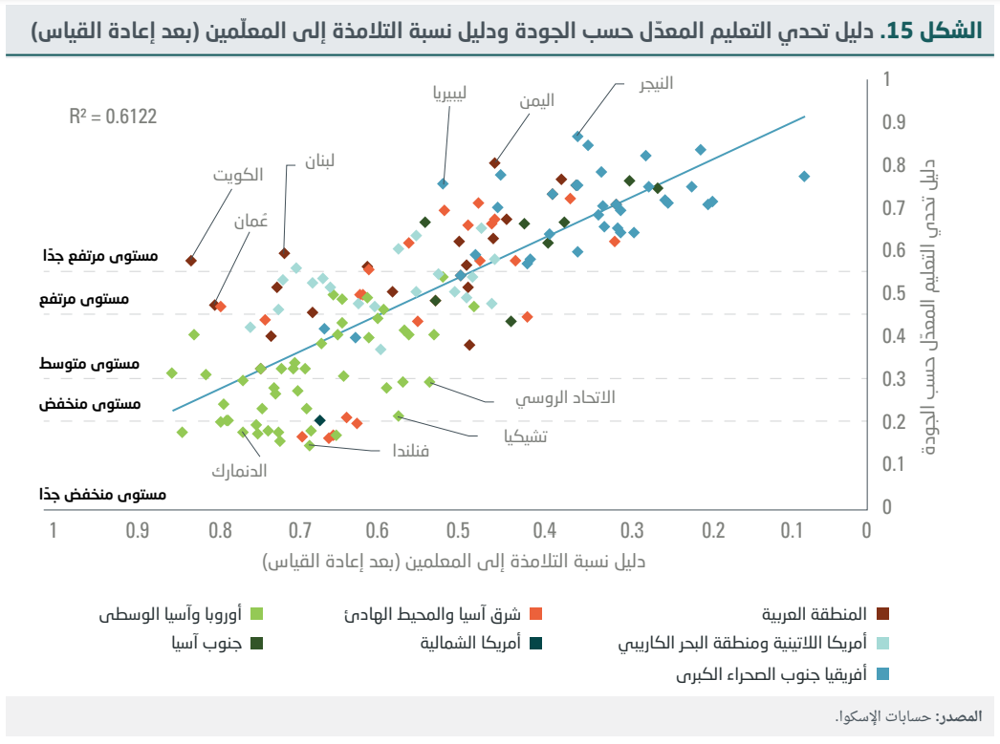 الشكل 15. دليل تحدي التعليم المعدّل حسب الجودة ودليل نسبة التلامذة إلى المعلّمين (بعد إعادة القياس)
R² = 0.6122
النيجر
ليبيريا
اليمن
لبنان
الكويت
عُمان
مستوى مرتفع جدًا
مستوى مرتفع
مستوى متوسط
مستوى منخفض
مستوى منخفض جدًا
الاتحاد الروسي
تشيكيا
فنلندا
الدنمارك
1
0.9
0.8
0.7
0.6
0.5
0.4
0.3
0.2
0.1
0
دليل تحدي التعليم المعدّل حسب الجودة
0
0.1
0.2
0.3
0.4
0.5
0.6
0.7
0.8
0.9
1
دليل نسبة التلامذة إلى المعلمين (بعد إعادة القياس)
المنطقة العربية
شرق آسيا والمحيط الهادئ
أوروبا وآسيا الوسطى
أمريكا اللاتينية ومنطقة البحر الكاريبي
أمريكا الشمالية
جنوب آسيا
أفريقيا جنوب الصحراء الكبرى
المصدر: حسابات الإسكوا.